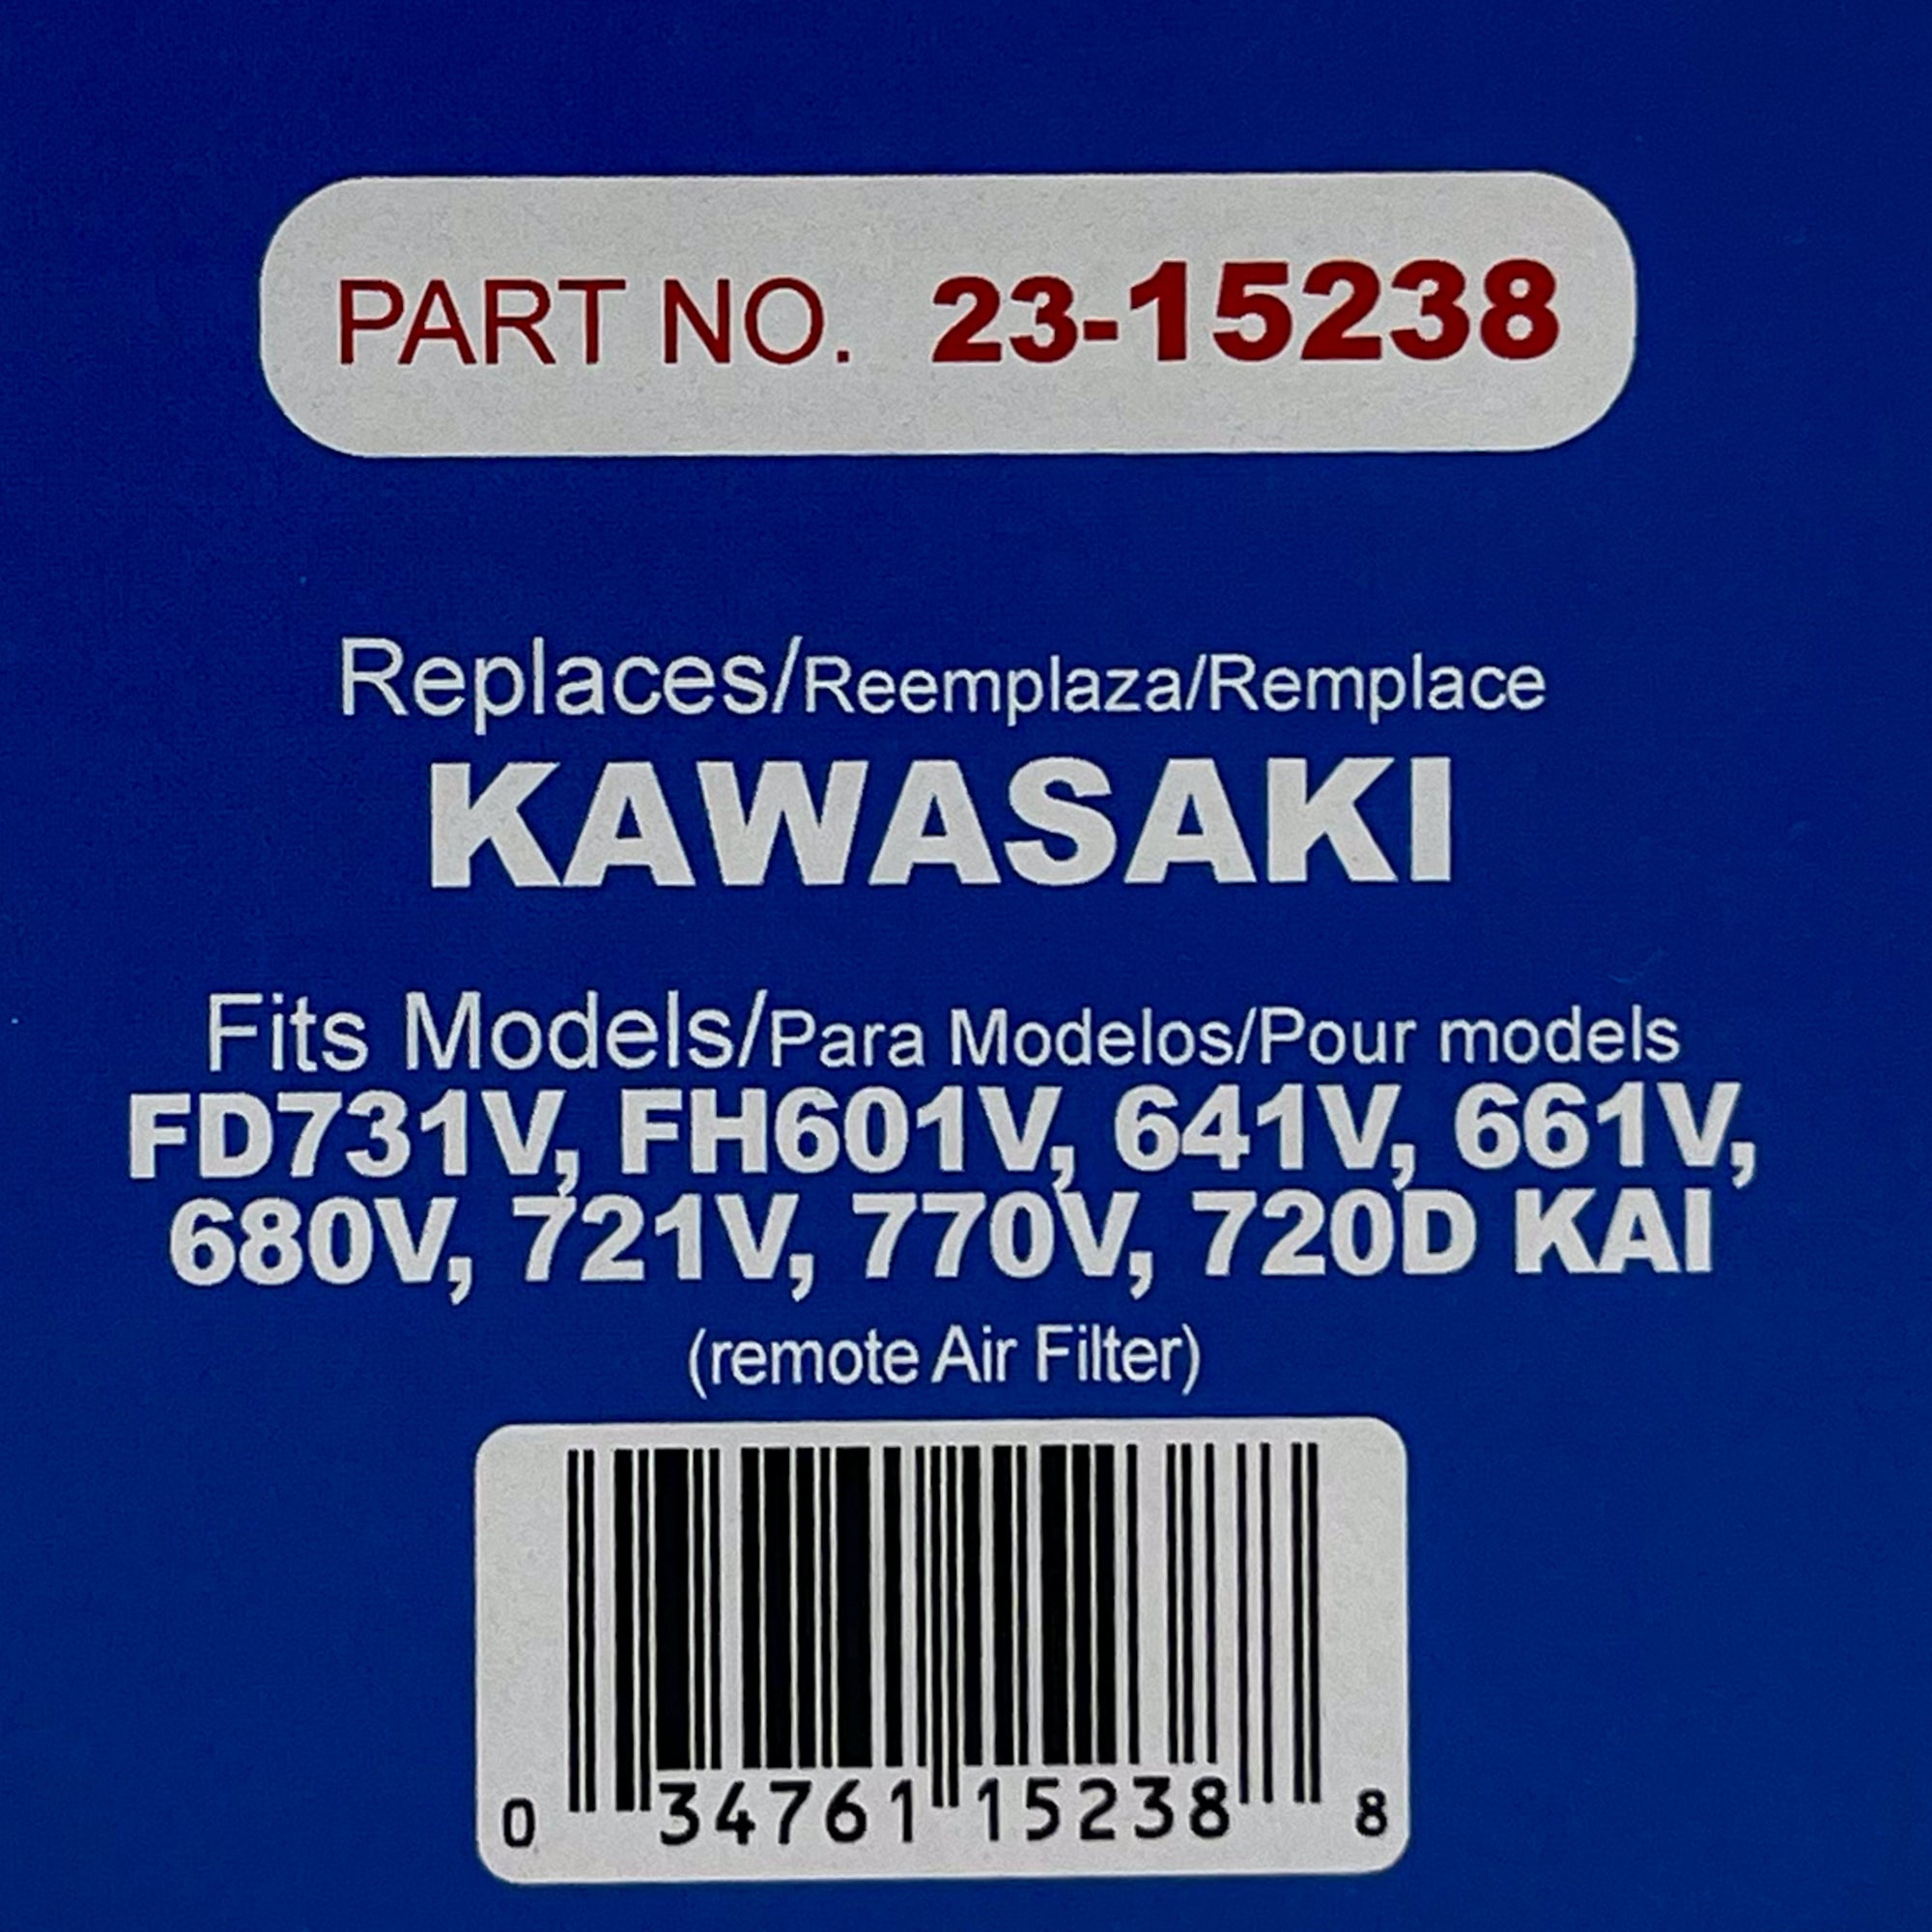 PART NO. 23-15238
Replaces/Reemplaza/Remplace
KAWASAKI
Fits Models/Para Modelos/Pour models
FD731V, FH601V, 641V, 661V,
680V, 721V, 770V, 720D KAI
(remote Air Filter)
0 34761 15238 8